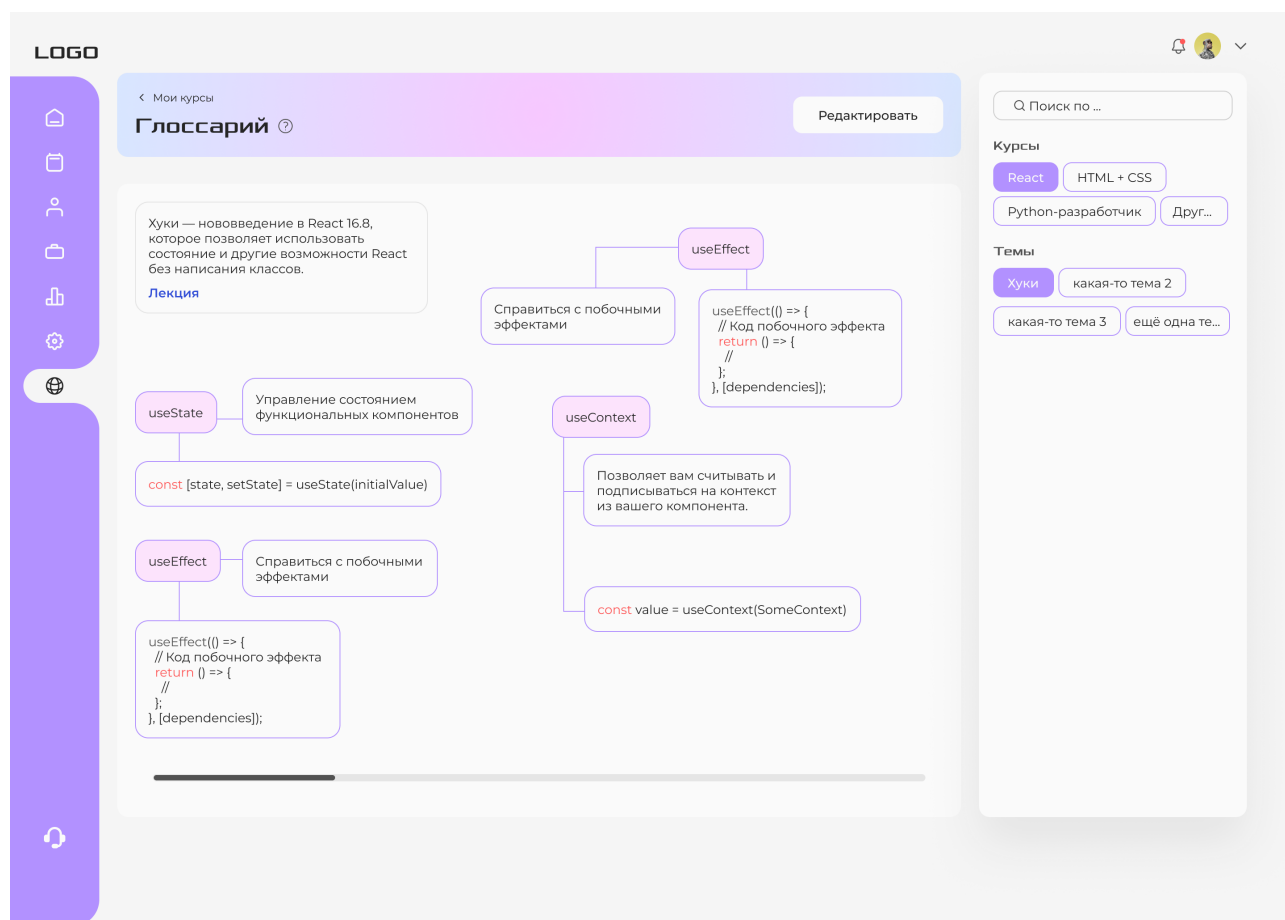 LOGO
Мои курсы
Глоссарий ?
Редактировать
Хуки — нововведение в React 16.8,
которое позволяет использовать
состояние и другие возможности React
без написания классов.
Лекция
useEffect
Справиться с побочными
эффектами
useEffect(() => {
// Код побочного эффекта
return () => {
//
};
}, [dependencies]);
useState
Управление состоянием
функциональных компонентов
const [state, setState] = useState(initialValue)
useContext
Позволяет вам считывать и
подписываться на контекст
из вашего компонента.
const value = useContext(SomeContext)
useEffect
Справиться с побочными
эффектами
useEffect(() => {
// Код побочного эффекта
return () => {
//
};
}, [dependencies]);
Поиск по ...
Курсы
React
HTML + CSS
Python-разработчик
Друг...
Темы
Хуки
какая-то тема 2
какая-то тема 3
ещё одна те...